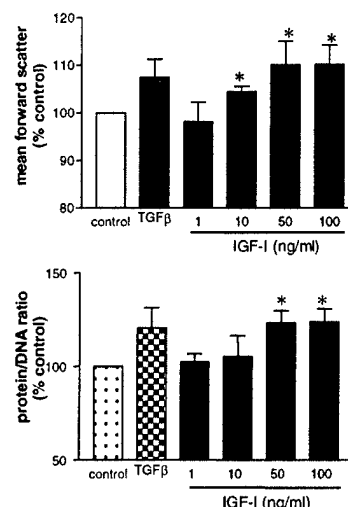 mean forward scatter
(% control)
120
110
100
90
80
*
*
*
control
TGFβ
1
10
50
100
IGF-I (ng/ml)
protein/DNA ratio
(% control)
150
100
50
*
*
control
TGFβ
1
10
50
100
IGF-I (ng/ml)